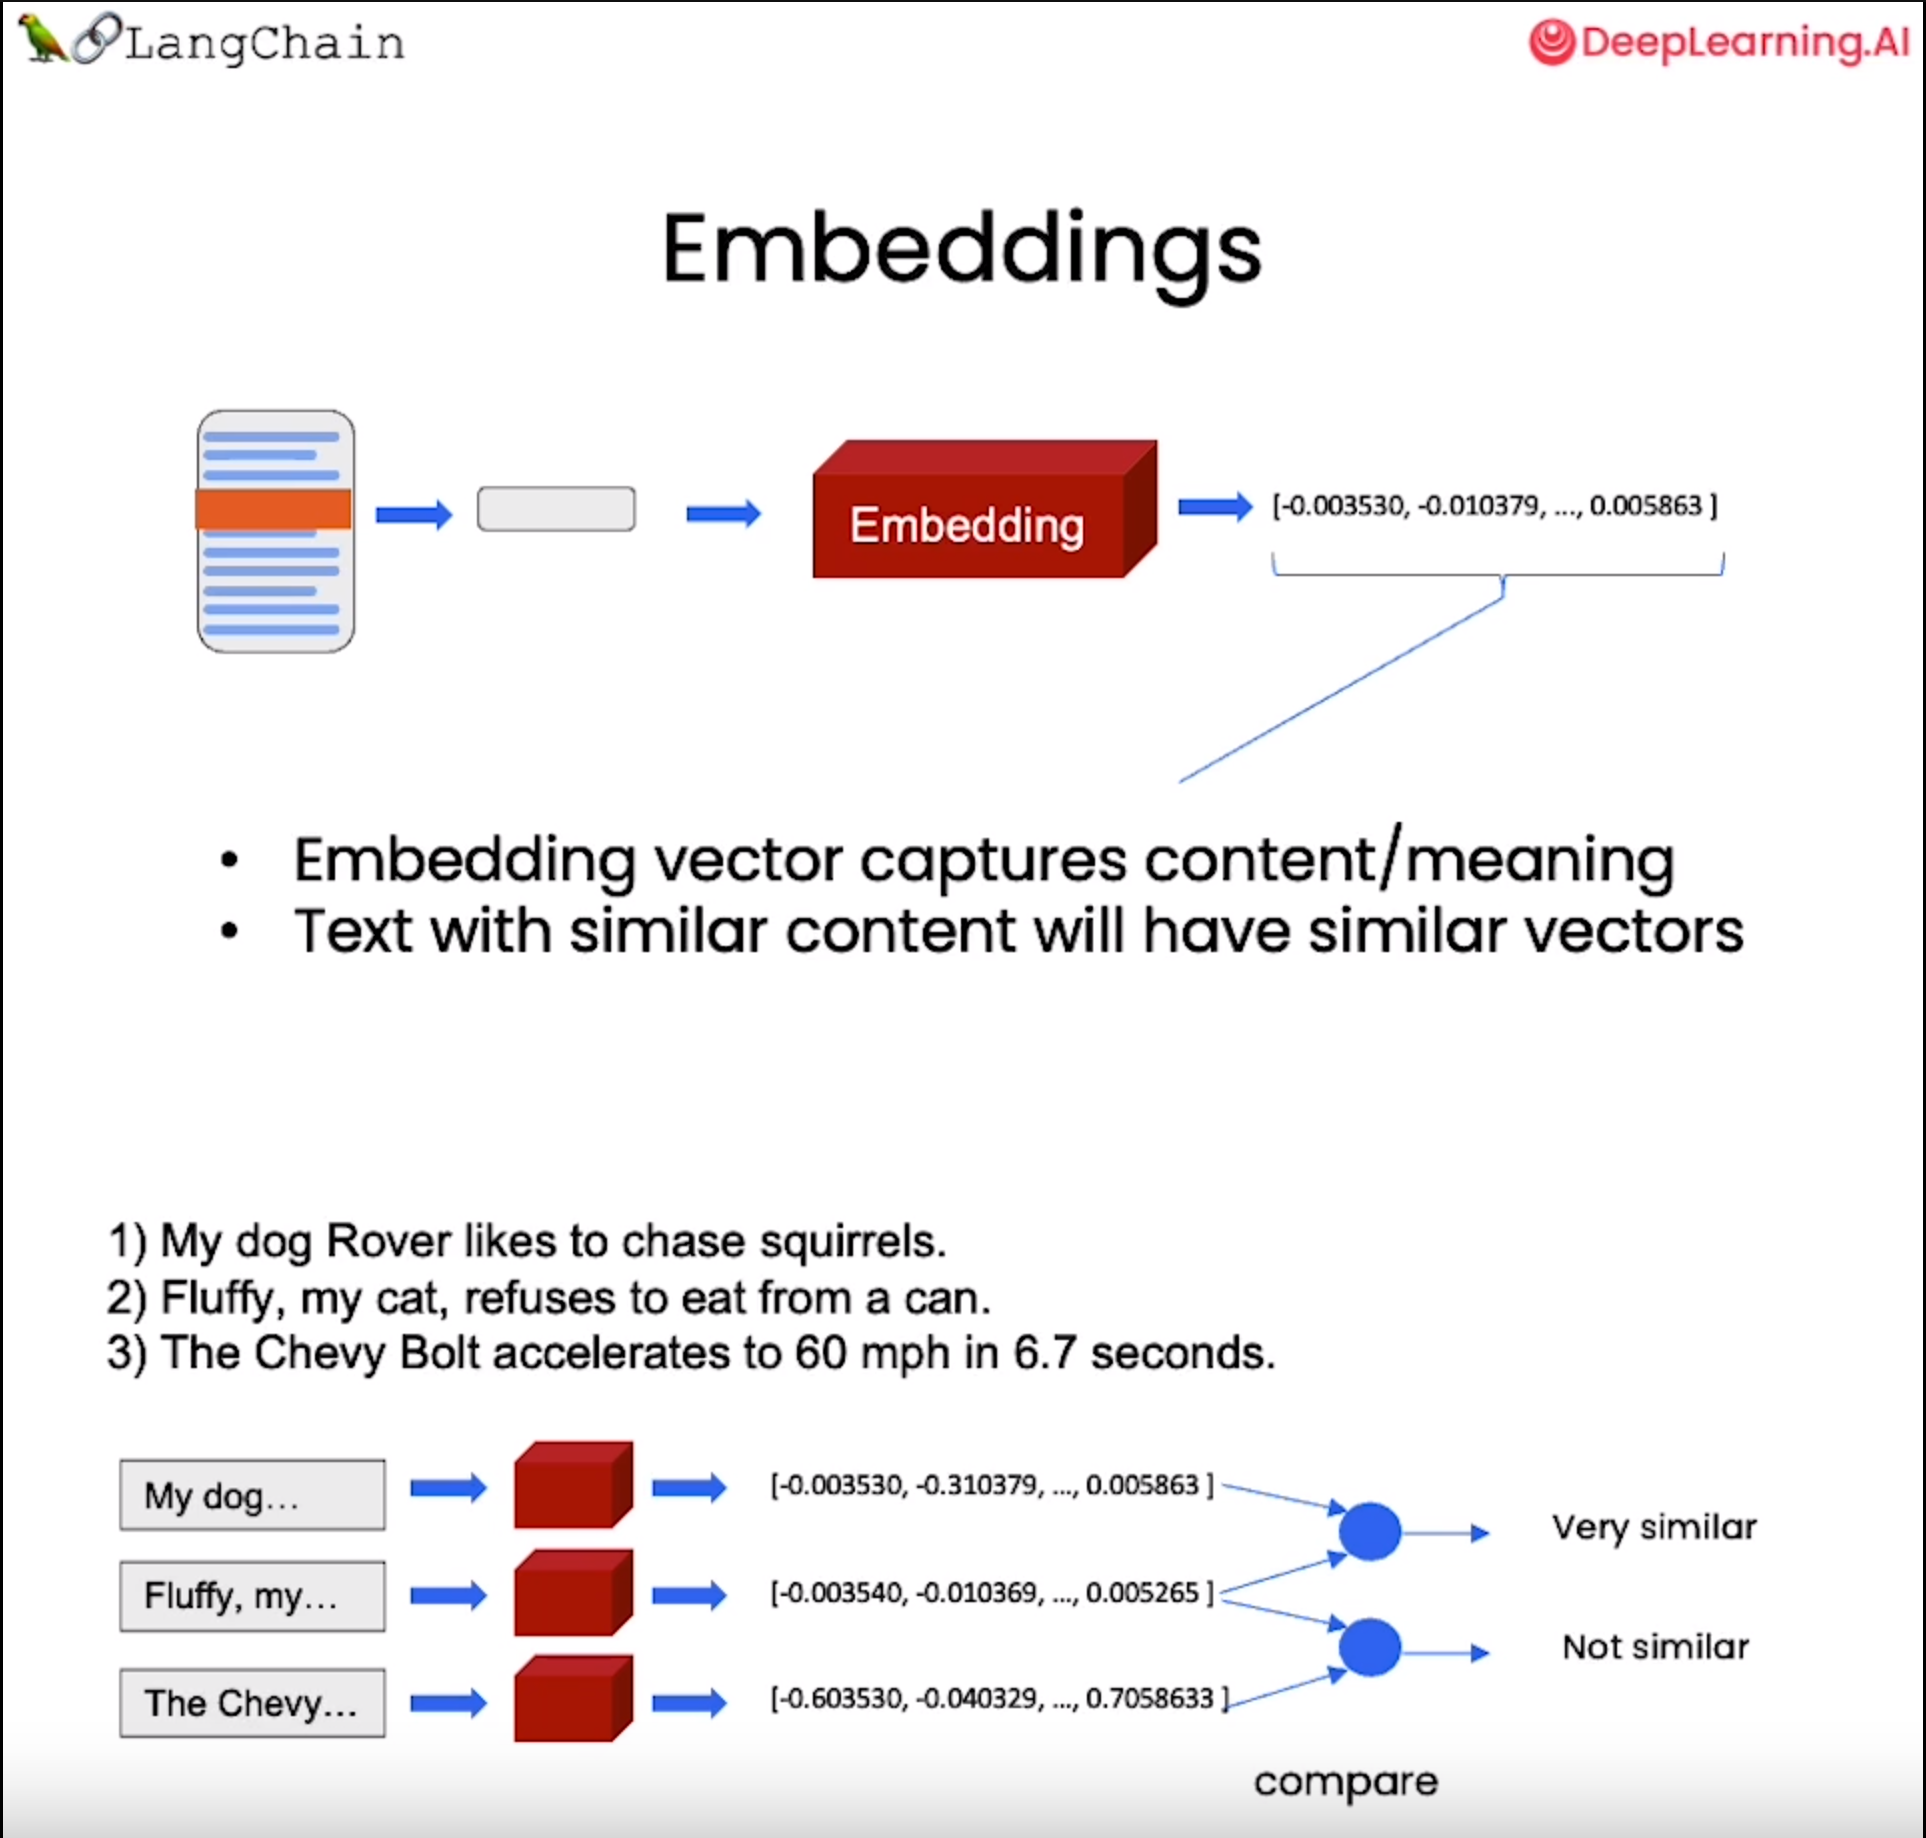 LangChain
DeepLearning.AI
Embeddings
Embedding
[-0.003530, -0.010379, ..., 0.005863 ]
• Embedding vector captures content/meaning
• Text with similar content will have similar vectors
1) My dog Rover likes to chase squirrels.
2) Fluffy, my cat, refuses to eat from a can.
3) The Chevy Bolt accelerates to 60 mph in 6.7 seconds.
My dog...
[-0.003530, -0.310379, ..., 0.005863 ]
Very similar
Fluffy, my...
[-0.003540, -0.010369, ..., 0.005265 ]
Not similar
The Chevy...
[-0.603530, -0.040329, ..., 0.7058633 ]
compare